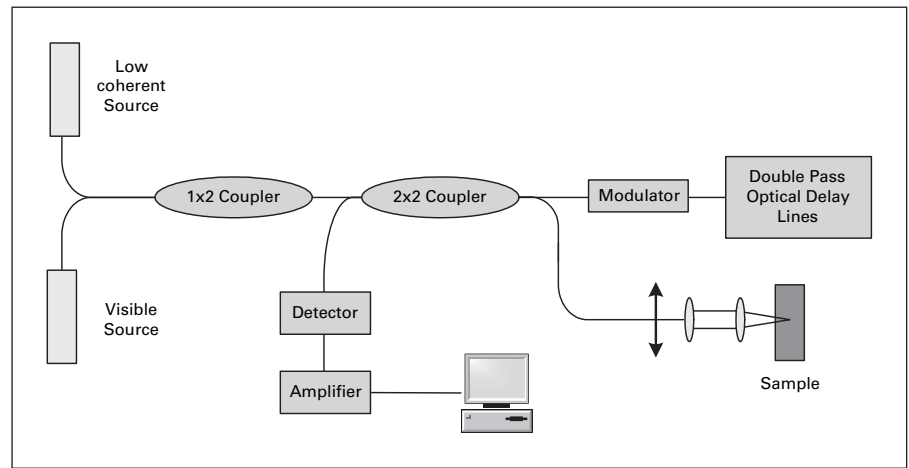 Low
coherent
Source
1x2 Coupler
2x2 Coupler
Modulator
Double Pass
Optical Delay
Lines
Visible
Source
Detector
Amplifier
Sample